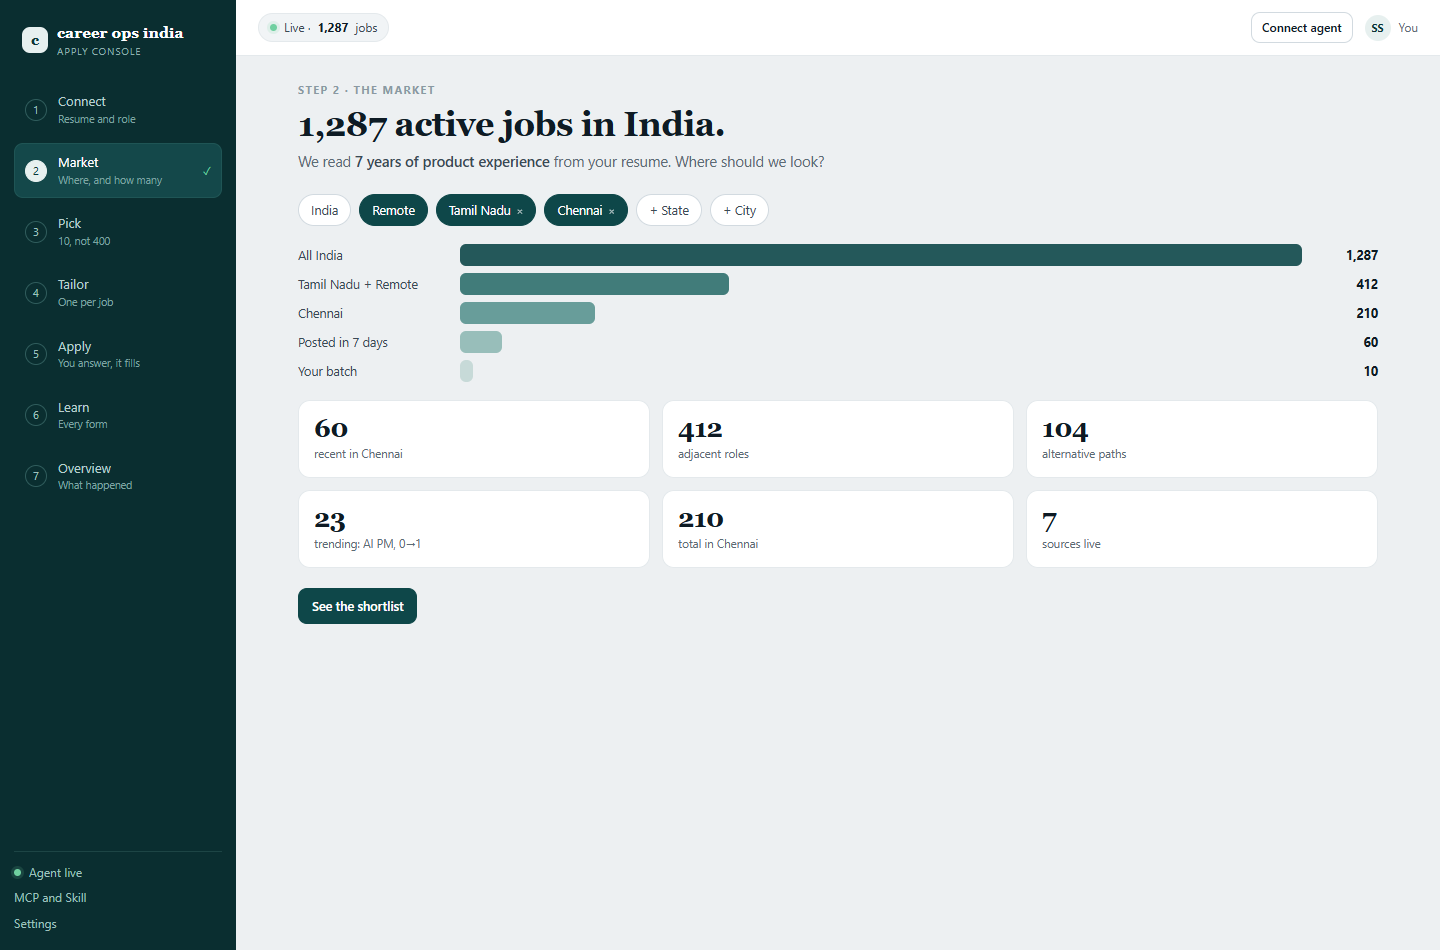 c
career ops india
APPLY CONSOLE
1
Connect
Resume and role
2
Market
Where, and how many
✓
3
Pick
10, not 400
4
Tailor
One per job
5
Apply
You answer, it fills
6
Learn
Every form
7
Overview
What happened
Agent live
MCP and Skill
Settings
Live · 1,287 jobs
Connect agent
SS
You
STEP 2 · THE MARKET
1,287 active jobs in India.
We read 7 years of product experience from your resume. Where should we look?
India
Remote
Tamil Nadu ×
Chennai ×
+ State
+ City
All India 1,287
Tamil Nadu + Remote 412
Chennai 210
Posted in 7 days 60
Your batch 10
60
recent in Chennai
412
adjacent roles
104
alternative paths
23
trending: AI PM, 0→1
210
total in Chennai
7
sources live
See the shortlist